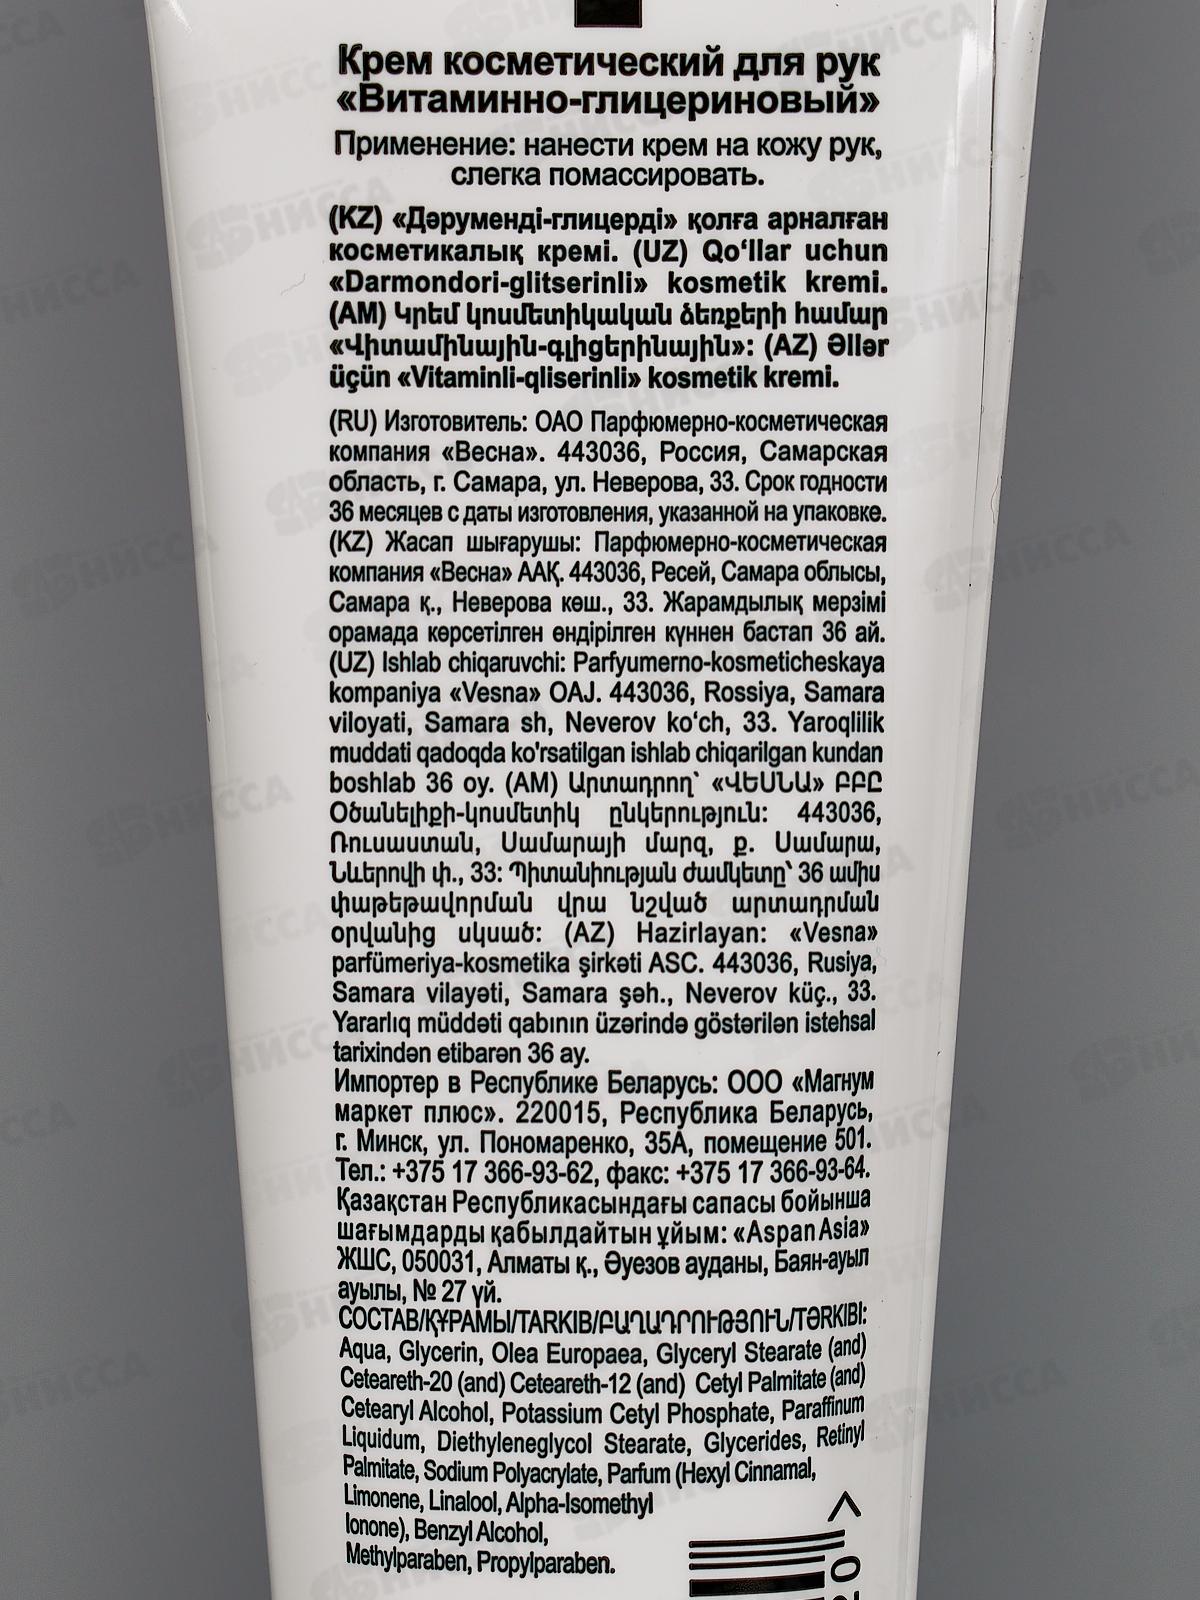 Крем косметический для рук
«Витаминно-глицериновый»
Применение: нанести крем на кожу рук,
слегка помассировать.
(KZ) «Дәруменді-глицерді» қолға арналған
косметикалық кремі. (UZ) Qo‘llar uchun
«Darmondori-glitserinli» kosmetik kremi.
(AM) Կրեմ կոսմետիկական ձեռքերի համար
«Վիտամինային-գլիցերինային»: (AZ) Əllər
üçün «Vitaminli-qliserinli» kosmetik kremi.
(RU) Изготовитель: ОАО Парфюмерно-косметическая
компания «Весна». 443036, Россия, Самарская
область, г. Самара, ул. Неверова, 33. Срок годности
36 месяцев с даты изготовления, указанной на упаковке.
(KZ) Жасап шығарушы: Парфюмерно-косметическая
компания «Весна» ААҚ. 443036, Ресей, Самара облысы,
Самара қ., Неверова көш., 33. Жарамдылық мерзімі
орамада көрсетілген өндірілген күннен бастап 36 ай.
(UZ) Ishlab chiqaruvchi: Parfyumerno-kosmeticheskaya
kompaniya «Vesna» OAJ. 443036, Rossiya, Samara
viloyati, Samara sh, Neverov ko‘ch, 33. Yaroqlilik
muddati qadoqda ko'rsatilgan ishlab chiqarilgan kundan
boshlab 36 oy. (AM) Արտադրող՝ «ՎԵՍՆԱ» ԲԲԸ
Օծանելիքի-կոսմետիկ ընկերություն: 443036,
Ռուսաստան, Սամարայի մարզ, ք. Սամարա,
Նևերովի փ., 33: Պիտանիության ժամկետը՝ 36 ամիս
փաթեթավորման վրա նշված արտադրման
օրվանից սկսած: (AZ) Hazirlayan: «Vesna»
parfümeriya-kosmetika şirkəti ASC. 443036, Rusiya,
Samara vilayəti, Samara şəh., Neverov küç., 33.
Yararlıq müddəti qabının üzərində göstərilən istehsal
tarixindən etibarən 36 ay.
Импортер в Республике Беларусь: ООО «Магнум
маркет плюс». 220015, Республика Беларусь,
г. Минск, ул. Пономаренко, 35А, помещение 501.
Тел.: +375 17 366-93-62, факс: +375 17 366-93-64.
Қазақстан Республикасындағы сапасы бойынша
шағымдарды қабылдайтын ұйым: «Aspan Asia»
ЖШС, 050031, Алматы қ., Әуезов ауданы, Баян-ауыл
ауылы, № 27 үй.
СОСТАВ/ҚҰРАМЫ/TARKIB/ԲԱՂԱԴՐՈՒԹՅՈՒՆ/TƏRKIBI:
Aqua, Glycerin, Olea Europaea, Glyceryl Stearate (and)
Ceteareth-20 (and) Ceteareth-12 (and) Cetyl Palmitate (and)
Cetearyl Alcohol, Potassium Cetyl Phosphate, Paraffinum
Liquidum, Diethyleneglycol Stearate, Glycerides, Retinyl
Palmitate, Sodium Polyacrylate, Parfum (Hexyl Cinnamal,
Limonene, Linalool, Alpha-Isomethyl
Ionone), Benzyl Alcohol,
Methylparaben, Propylparaben.